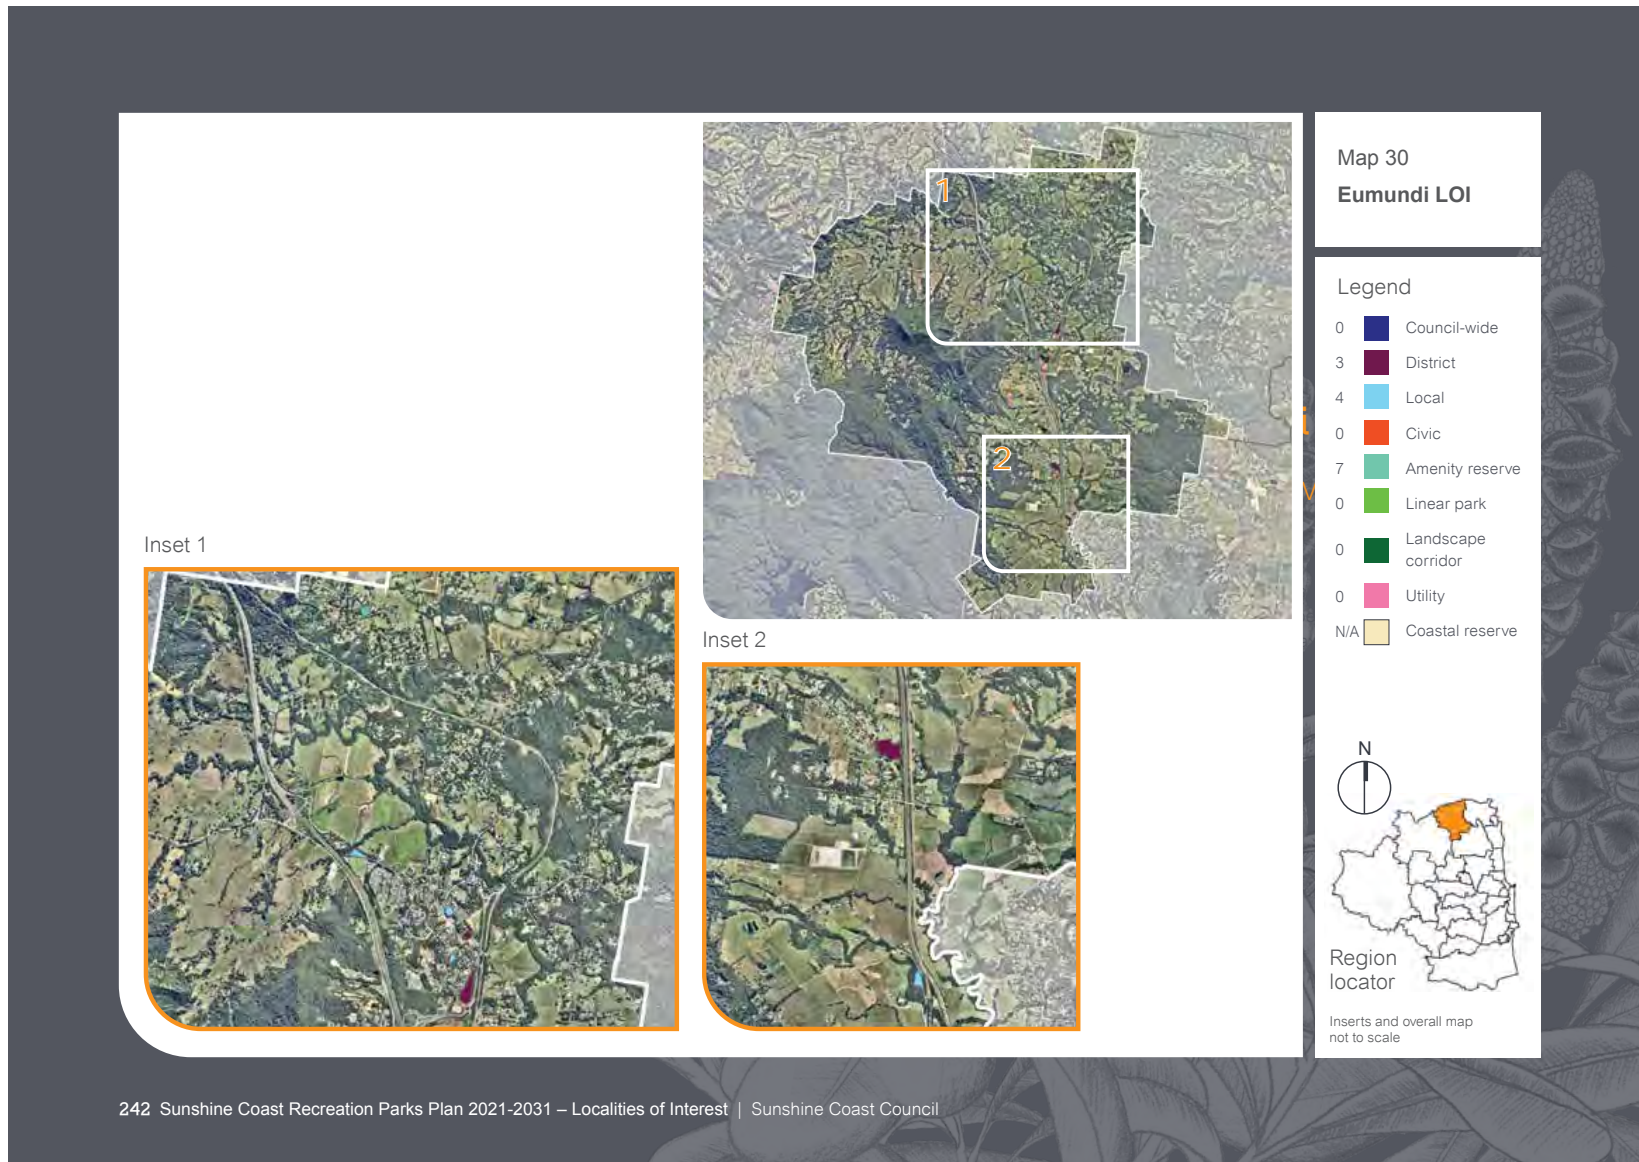 1
2
Inset 1
Inset 2
Map 30
Eumundi LOI
Legend
0 Council-wide
3 District
4 Local
0 Civic
7 Amenity reserve
0 Linear park
0 Landscape
corridor
0 Utility
N/A Coastal reserve
N
Region
locator
Inserts and overall map
not to scale
242 Sunshine Coast Recreation Parks Plan 2021-2031 – Localities of Interest | Sunshine Coast Council